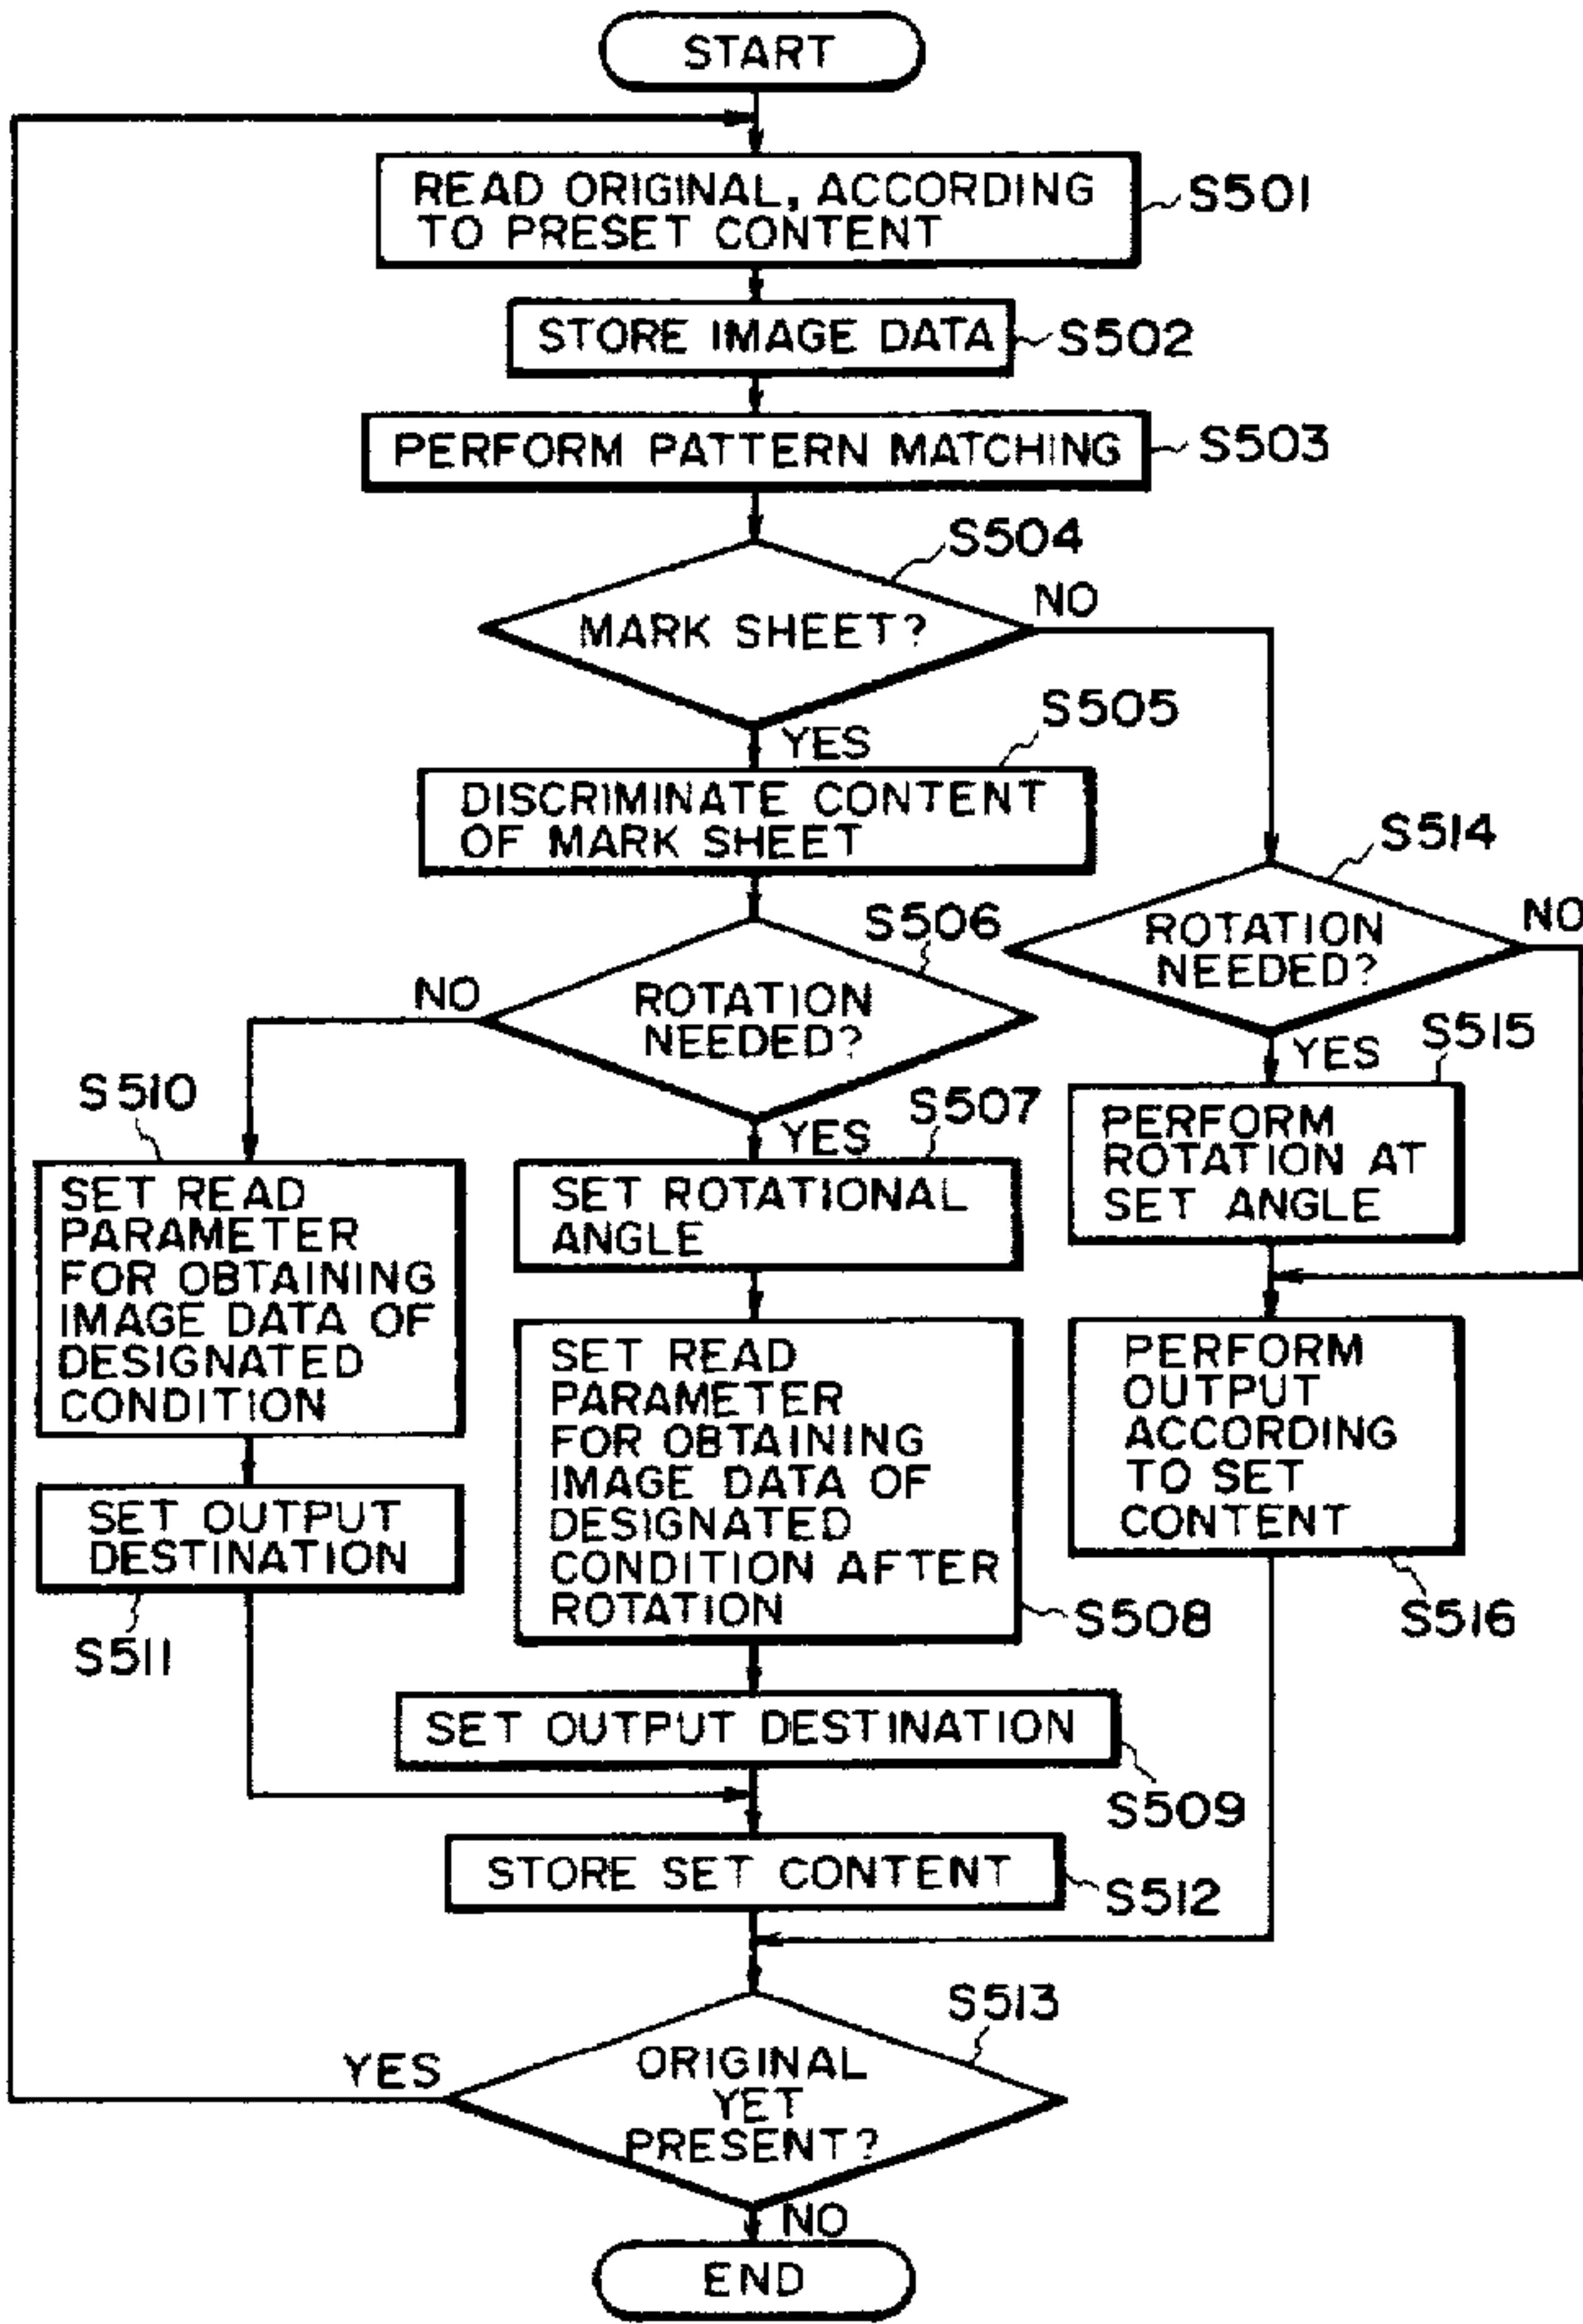 START
READ ORIGINAL, ACCORDING
TO PRESET CONTENT
S501
STORE IMAGE DATA
S502
PERFORM PATTERN MATCHING
S503
S504
MARK SHEET?
NO
YES
S505
DISCRIMINATE CONTENT
OF MARK SHEET
S514
ROTATION
NEEDED?
NO
S506
ROTATION
NEEDED?
NO
YES
S515
PERFORM
ROTATION AT
SET ANGLE
YES
S507
SET ROTATIONAL
ANGLE
S510
SET READ
PARAMETER
FOR OBTAINING
IMAGE DATA OF
DESIGNATED
CONDITION
SET READ
PARAMETER
FOR OBTAINING
IMAGE DATA OF
DESIGNATED
CONDITION AFTER
ROTATION
S508
PERFORM
OUTPUT
ACCORDING
TO SET
CONTENT
S516
SET OUTPUT
DESTINATION
S511
SET OUTPUT DESTINATION
S509
STORE SET CONTENT
S512
S513
ORIGINAL
YET
PRESENT?
YES
NO
END